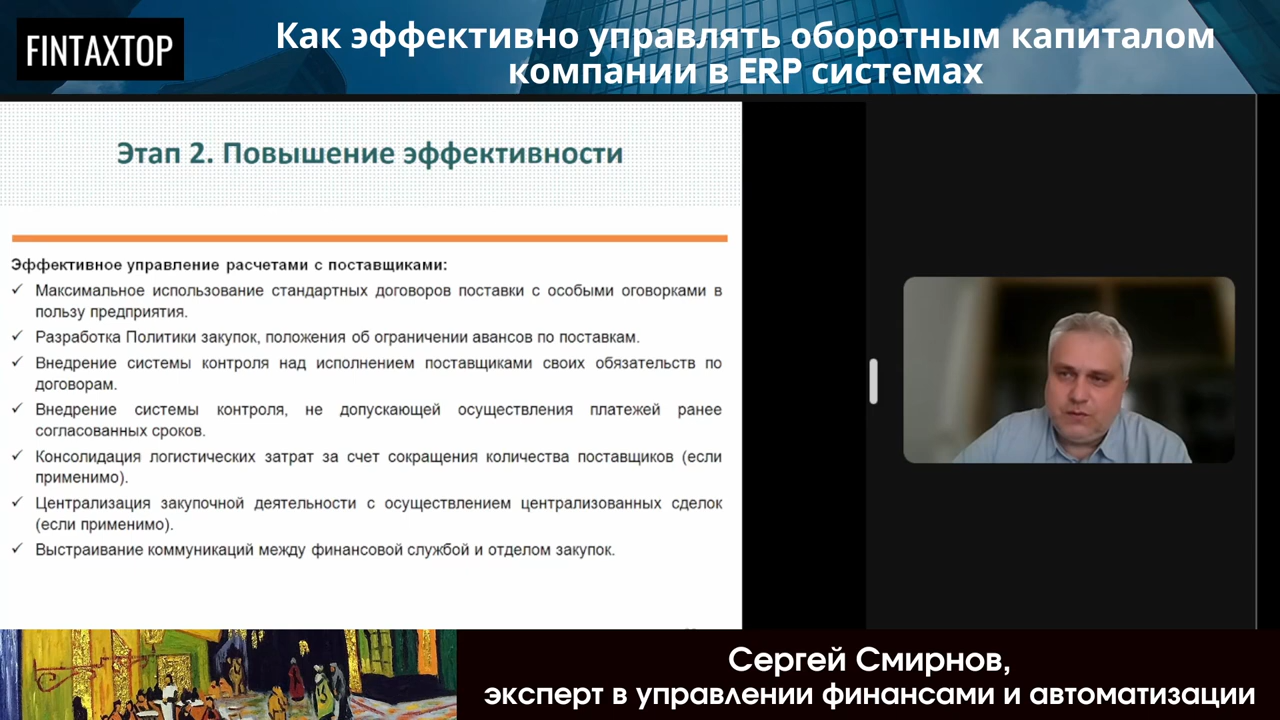 FINTAXTOP
Как эффективно управлять оборотным капиталом
компании в ERP системах
Этап 2. Повышение эффективности
Эффективное управление расчетами с поставщиками:
✓ Максимальное использование стандартных договоров поставки с особыми оговорками в
пользу предприятия.
✓ Разработка Политики закупок, положения об ограничении авансов по поставкам.
✓ Внедрение системы контроля над исполнением поставщиками своих обязательств по
договорам.
✓ Внедрение системы контроля, не допускающей осуществления платежей ранее
согласованных сроков.
✓ Консолидация логистических затрат за счет сокращения количества поставщиков (если
применимо).
✓ Централизация закупочной деятельности с осуществлением централизованных сделок
(если применимо).
✓ Выстраивание коммуникаций между финансовой службой и отделом закупок.
Сергей Смирнов,
эксперт в управлении финансами и автоматизации